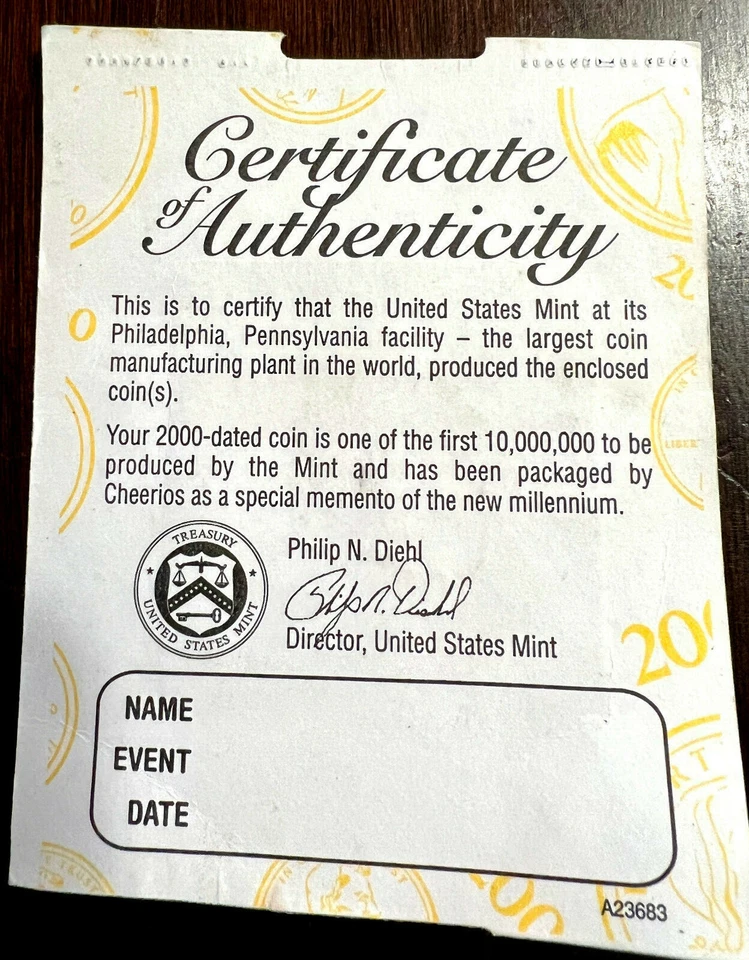 Certificate
of Authenticity
This is to certify that the United States Mint at its
Philadelphia, Pennsylvania facility – the largest coin
manufacturing plant in the world, produced the enclosed
coin(s).
Your 2000-dated coin is one of the first 10,000,000 to be
produced by the Mint and has been packaged by
Cheerios as a special memento of the new millennium.
TREASURY
UNITED STATES MINT
Philip N. Diehl
Philip N. Diehl
Director, United States Mint
NAME
EVENT
DATE
A23683